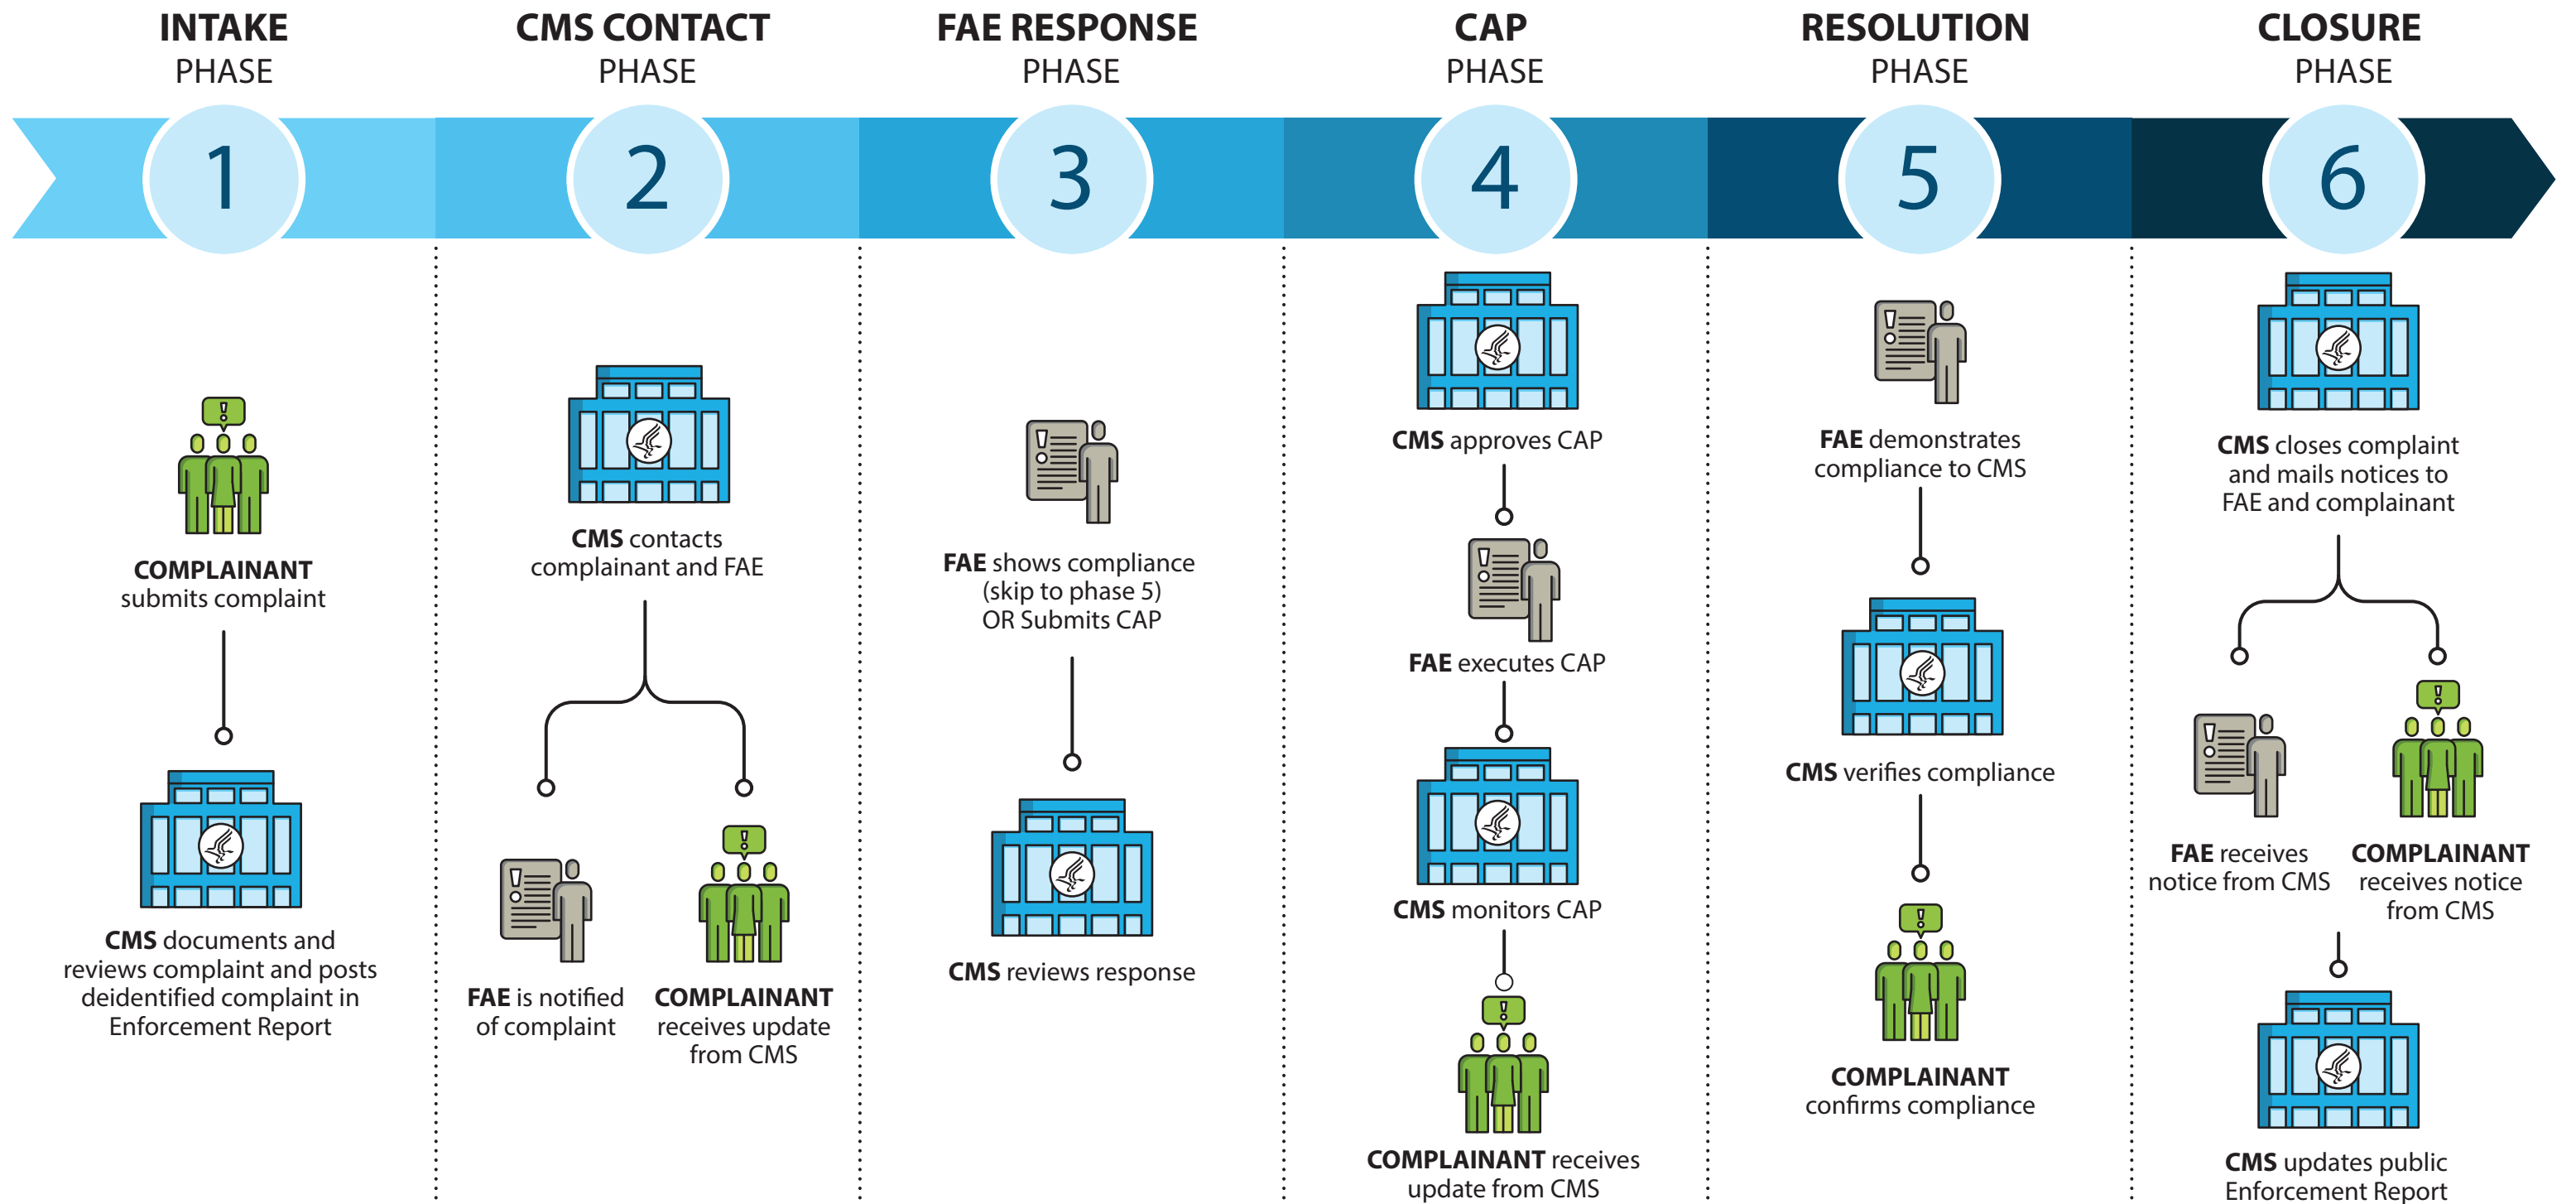 INTAKE
PHASE
CMS CONTACT
PHASE
FAE RESPONSE
PHASE
CAP
PHASE
RESOLUTION
PHASE
CLOSURE
PHASE
1
2
3
4
5
6
COMPLAINANT
submits complaint
CMS documents and
reviews complaint and posts
deidentified complaint in
Enforcement Report
CMS contacts
complainant and FAE
FAE is notified
of complaint
COMPLAINANT
receives update
from CMS
FAE shows compliance
(skip to phase 5)
OR Submits CAP
CMS reviews response
CMS approves CAP
FAE executes CAP
CMS monitors CAP
COMPLAINANT receives
update from CMS
FAE demonstrates
compliance to CMS
CMS verifies compliance
COMPLAINANT
confirms compliance
CMS closes complaint
and mails notices to
FAE and complainant
FAE receives
notice from CMS
COMPLAINANT
receives notice
from CMS
CMS updates public
Enforcement Report